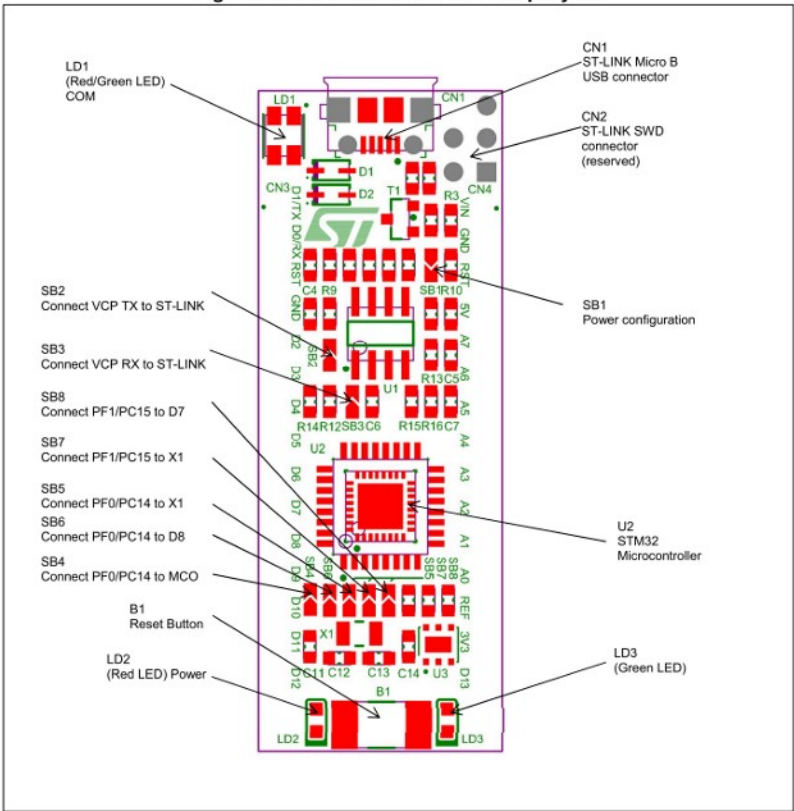 LD1
(Red/Green LED)
COM
CN1
ST-LINK Micro B
USB connector
CN2
ST-LINK SWD
connector
(reserved)
SB2
Connect VCP TX to ST-LINK
SB3
Connect VCP RX to ST-LINK
SB8
Connect PF1/PC15 to D7
SB7
Connect PF1/PC15 to X1
SB5
Connect PF0/PC14 to X1
SB6
Connect PF0/PC14 to D8
SB4
Connect PF0/PC14 to MCO
B1
Reset Button
LD2
(Red LED) Power
SB1
Power configuration
U2
STM32
Microcontroller
LD3
(Green LED)
LD1
CN1
CN3
D1
D2
T1
R3
CN4
D1/TX
D0/RX
RST
GND
D2
D3
D4
D5
D6
D7
D8
D9
D10
D11
D12
VIN
GND
RST
5V
A7
A6
A5
A4
A3
A2
A1
A0
REF
3V3
D13
ST
C4 R9
SB1 R10
SB2
U1
R13 C5
R14 R12 SB3 C6
R15 R16 C7
U2
SB4
SB6
SB5
SB7
SB8
X1
C11 C12 C13 C14 U3
B1
LD2
LD3